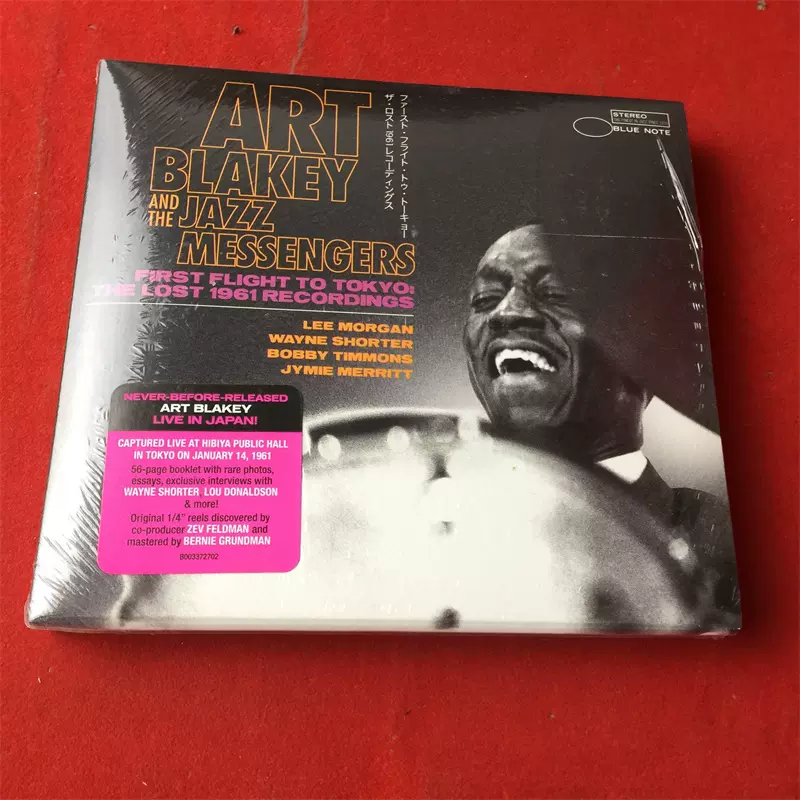 ART
BLAKEY
AND
THE JAZZ
MESSENGERS
FIRST FLIGHT TO TOKYO:
THE LOST 1961 RECORDINGS
ファースト・フライト・トゥ・トーキョー
ザ・ロスト1961レコーディングス
STEREO
BLUE NOTE
LEE MORGAN
WAYNE SHORTER
BOBBY TIMMONS
JYMIE MERRITT
NEVER-BEFORE-RELEASED
ART BLAKEY
LIVE IN JAPAN!
CAPTURED LIVE AT HIBIYA PUBLIC HALL
IN TOKYO ON JANUARY 14, 1961
56-page booklet with rare photos,
essays, exclusive interviews with
WAYNE SHORTER, LOU DONALDSON
& more!
Original 1/4" reels discovered by
co-producer ZEV FELDMAN and
mastered by BERNIE GRUNDMAN
B003372702